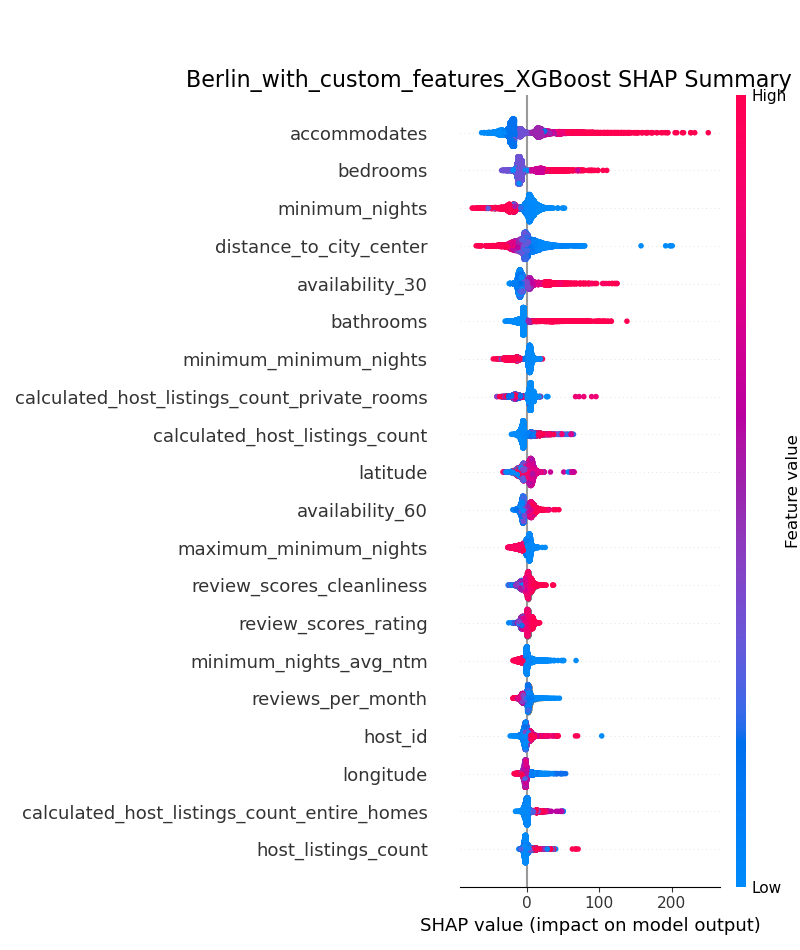 Berlin_with_custom_features_XGBoost SHAP Summary
High
accommodates
bedrooms
minimum_nights
distance_to_city_center
availability_30
bathrooms
minimum_minimum_nights
calculated_host_listings_count_private_rooms
calculated_host_listings_count
latitude
availability_60
maximum_minimum_nights
review_scores_cleanliness
review_scores_rating
minimum_nights_avg_ntm
reviews_per_month
host_id
longitude
calculated_host_listings_count_entire_homes
host_listings_count
Feature value
Low
0 100 200
SHAP value (impact on model output)